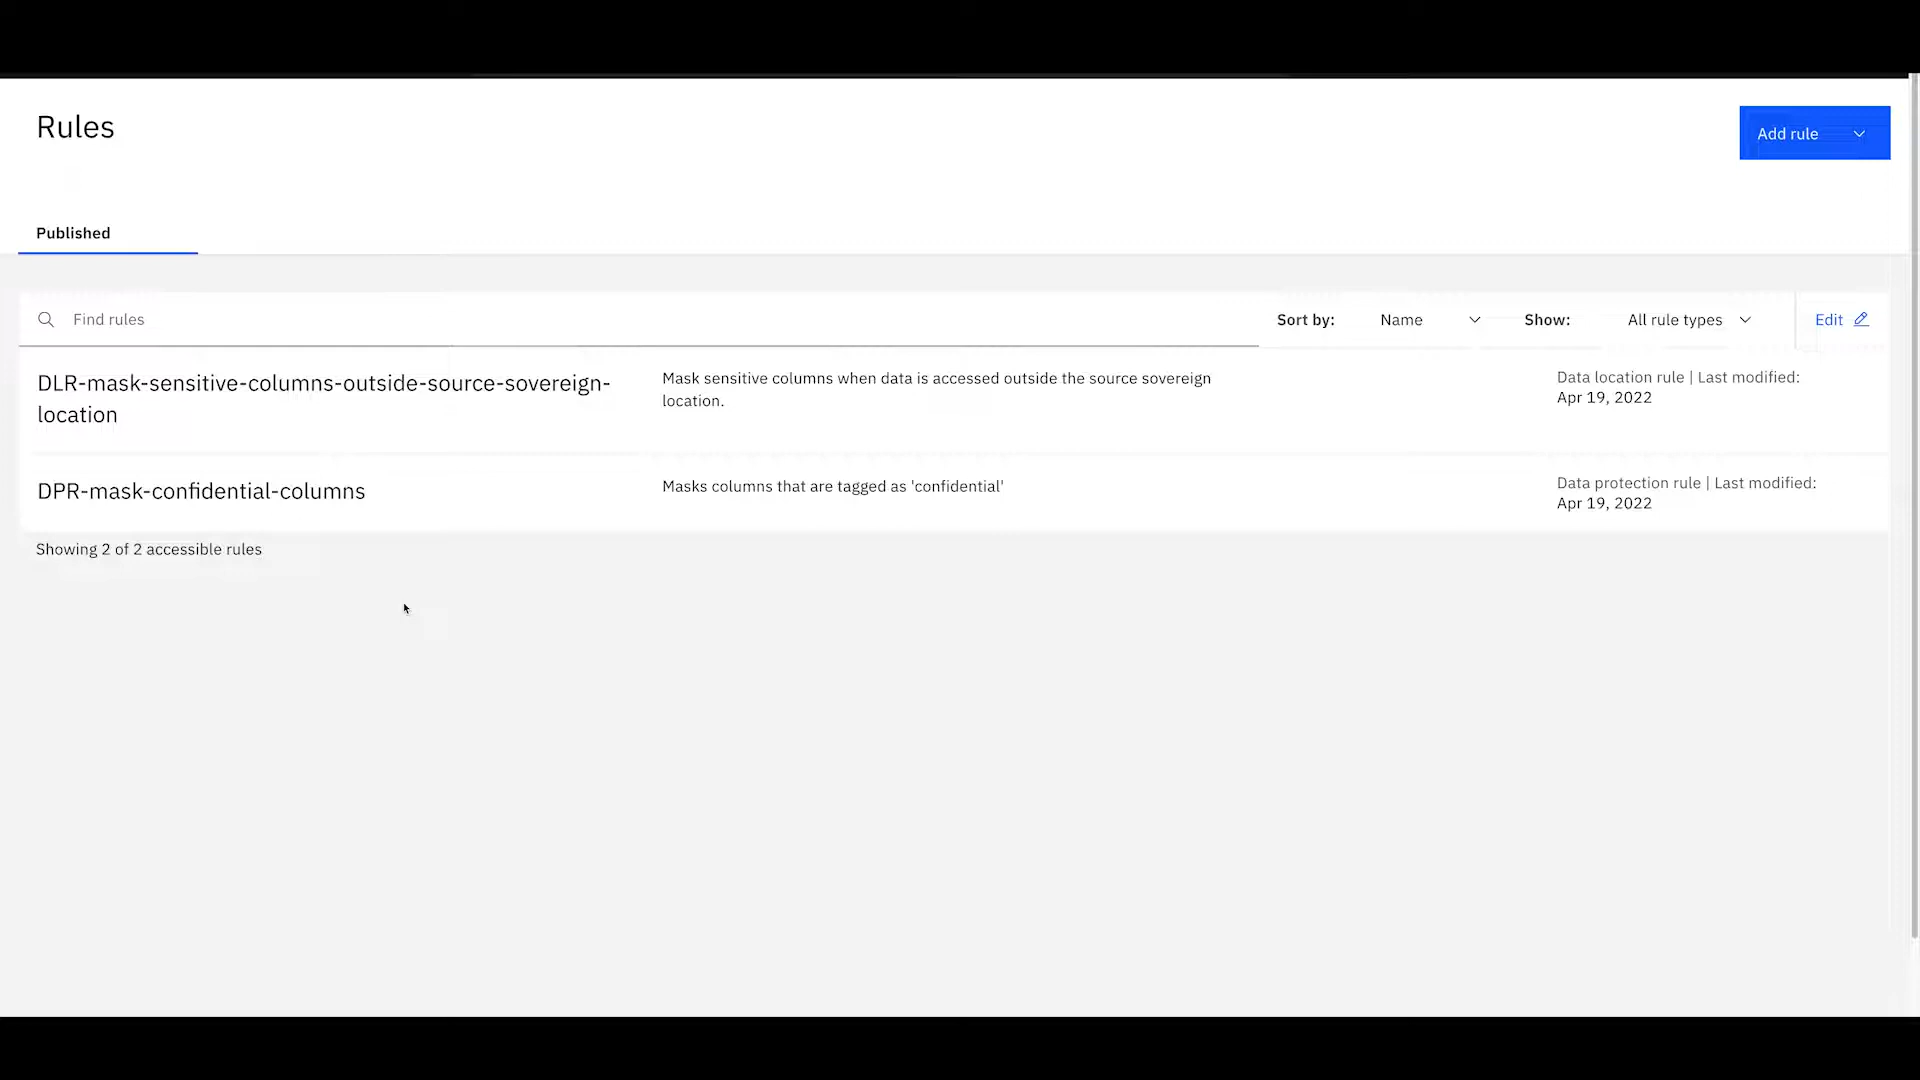 Rules
Add rule
Published
Find rules
Sort by: Name Show: All rule types Edit
DLR-mask-sensitive-columns-outside-source-sovereign-
location
Mask sensitive columns when data is accessed outside the source sovereign
location.
Data location rule | Last modified:
Apr 19, 2022
DPR-mask-confidential-columns
Masks columns that are tagged as 'confidential'
Data protection rule | Last modified:
Apr 19, 2022
Showing 2 of 2 accessible rules